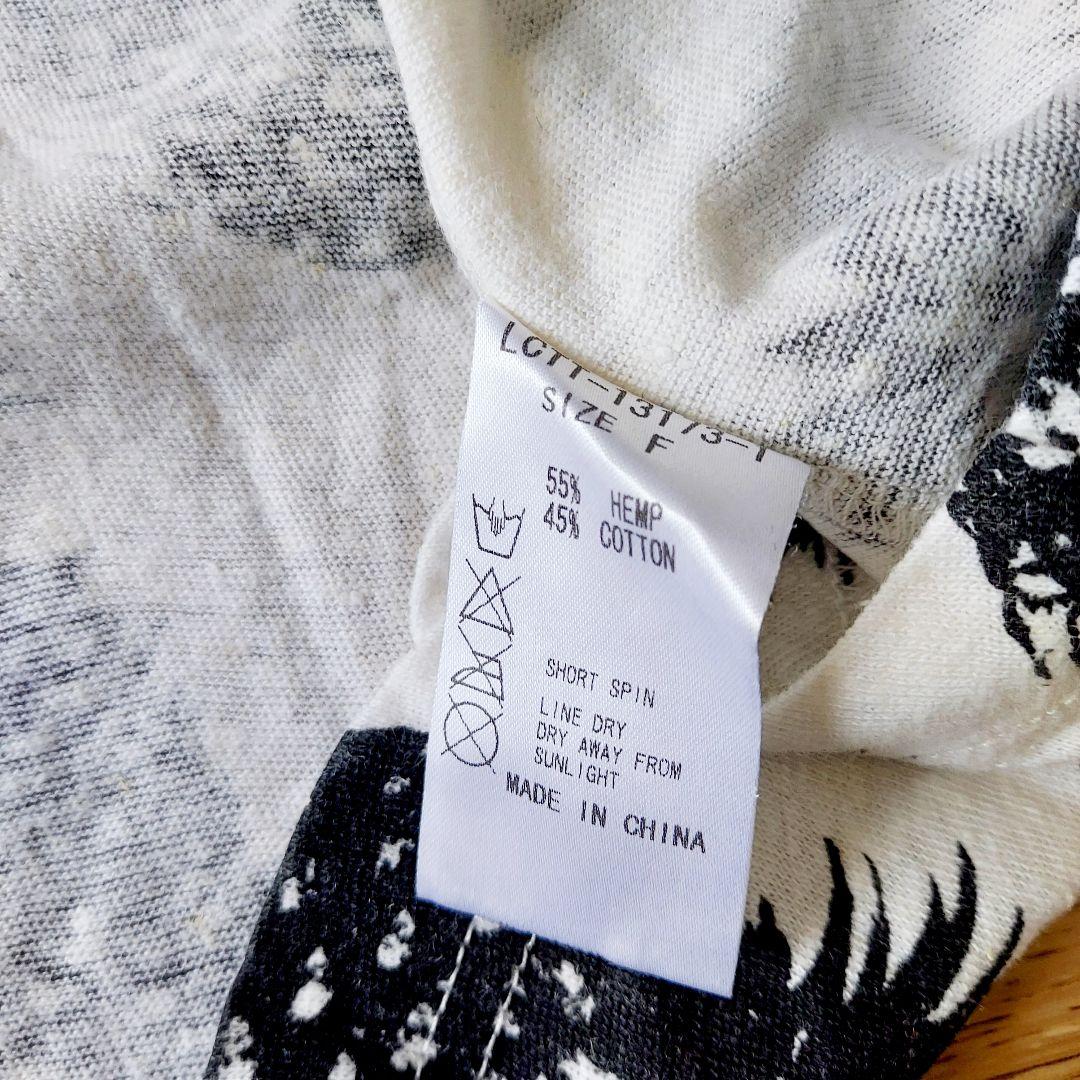 LCTT-13173-1
SIZE F
55% HEMP
45% COTTON
SHORT SPIN
LINE DRY
DRY AWAY FROM
SUNLIGHT
MADE IN CHINA